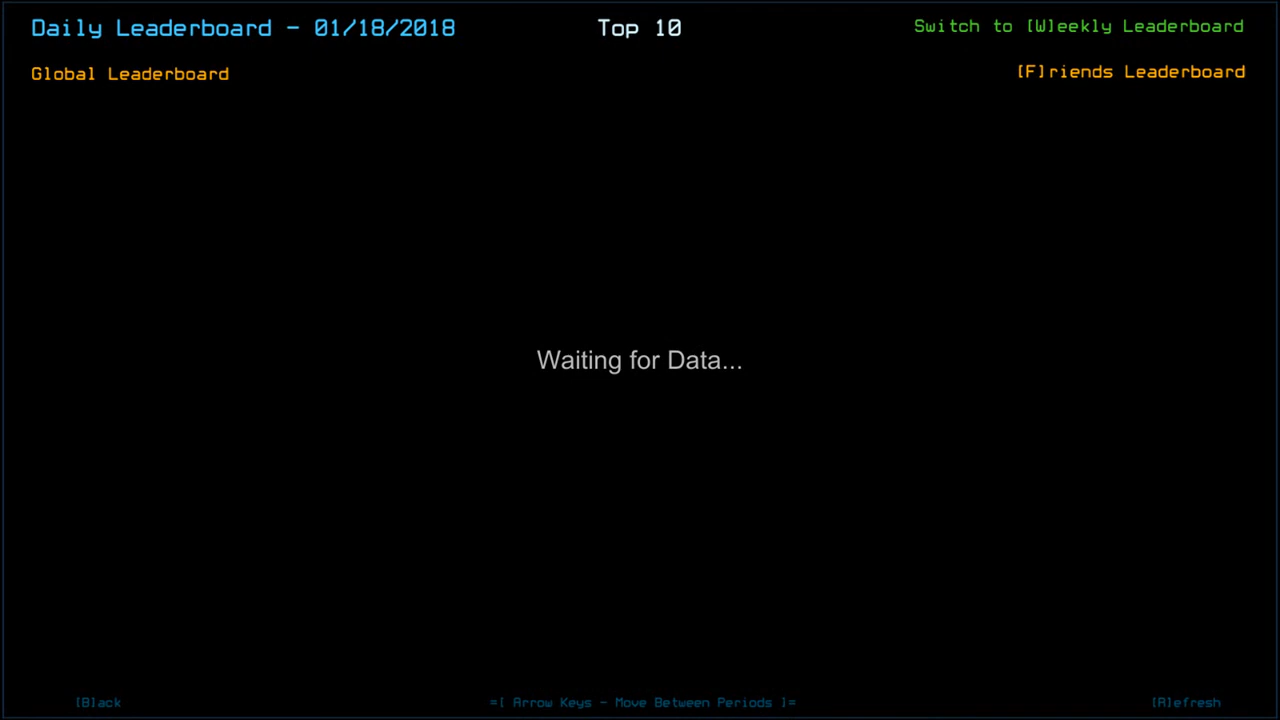 Daily Leaderboard - 01/18/2018
Top 10
Switch to [W]eekly Leaderboard
Global Leaderboard
[F]riends Leaderboard
Waiting for Data...
[B]ack
=[ Arrow Keys - Move Between Periods ]=
[R]efresh